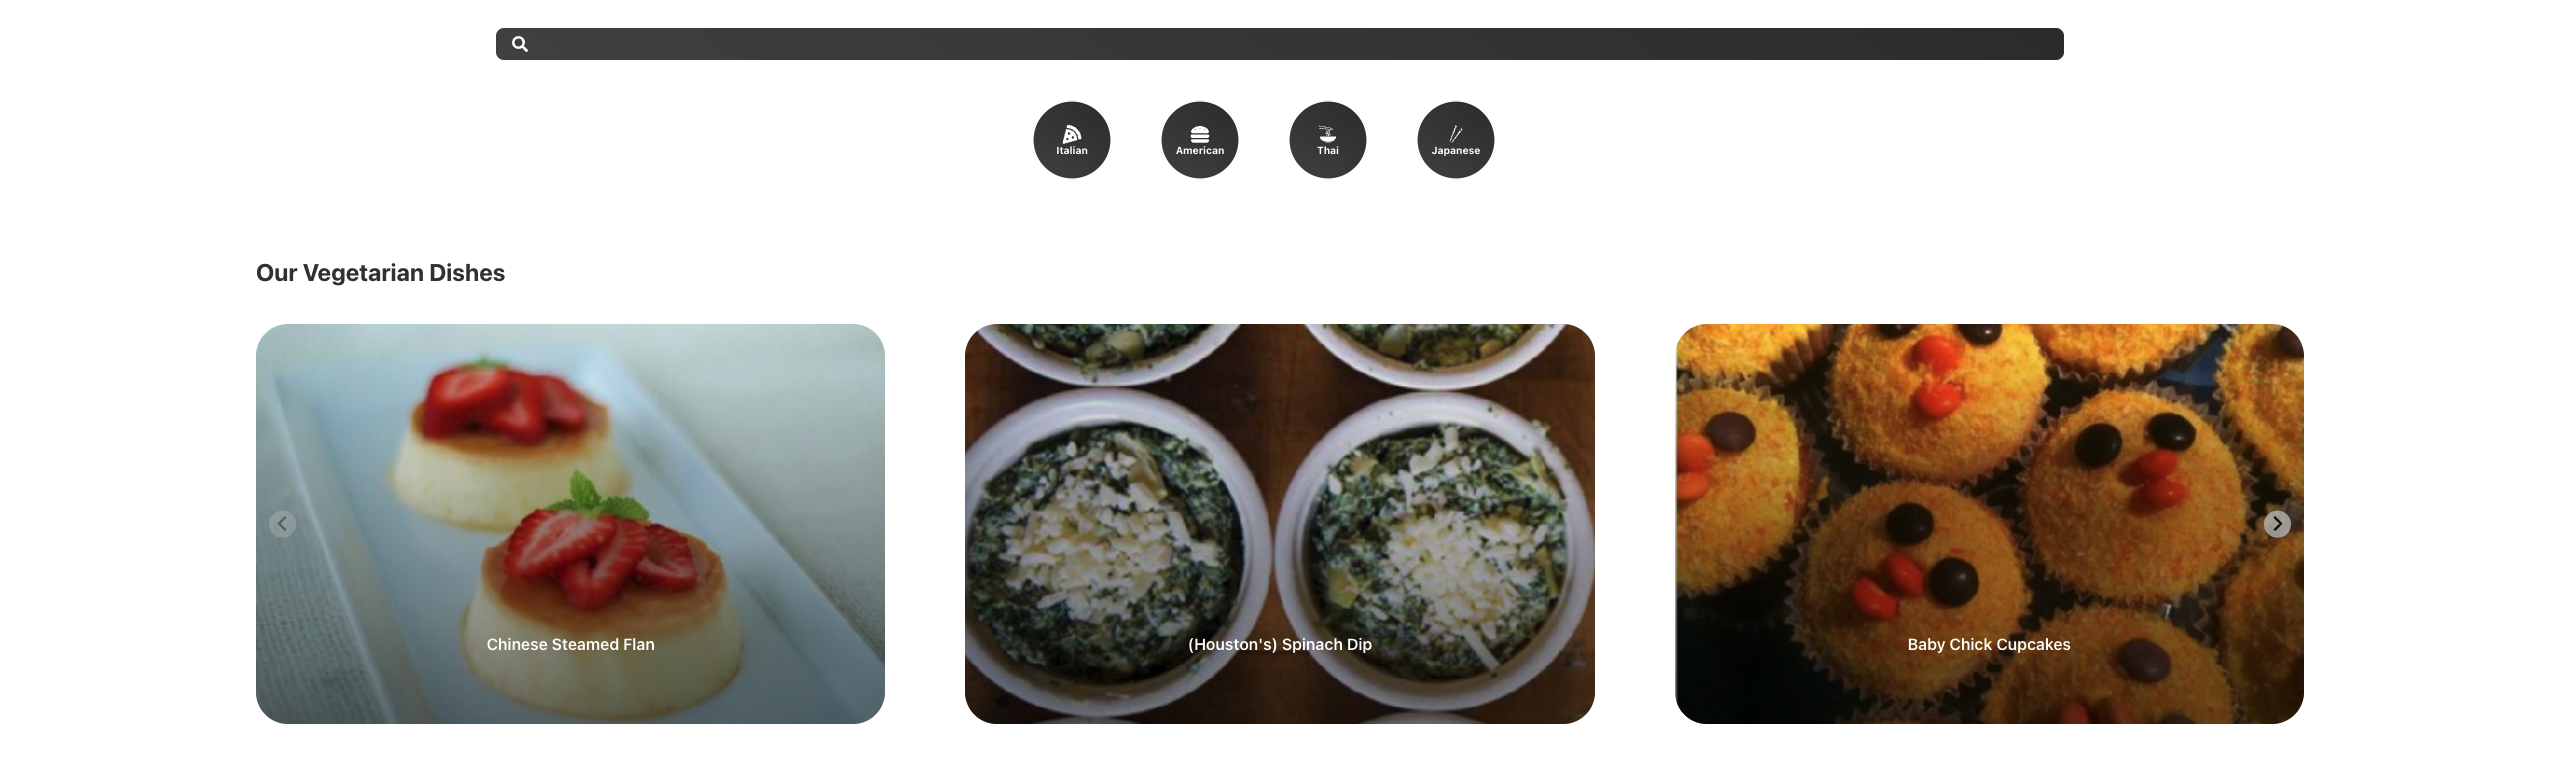 Italian
American
Thai
Japanese
Our Vegetarian Dishes
Chinese Steamed Flan
(Houston's) Spinach Dip
Baby Chick Cupcakes